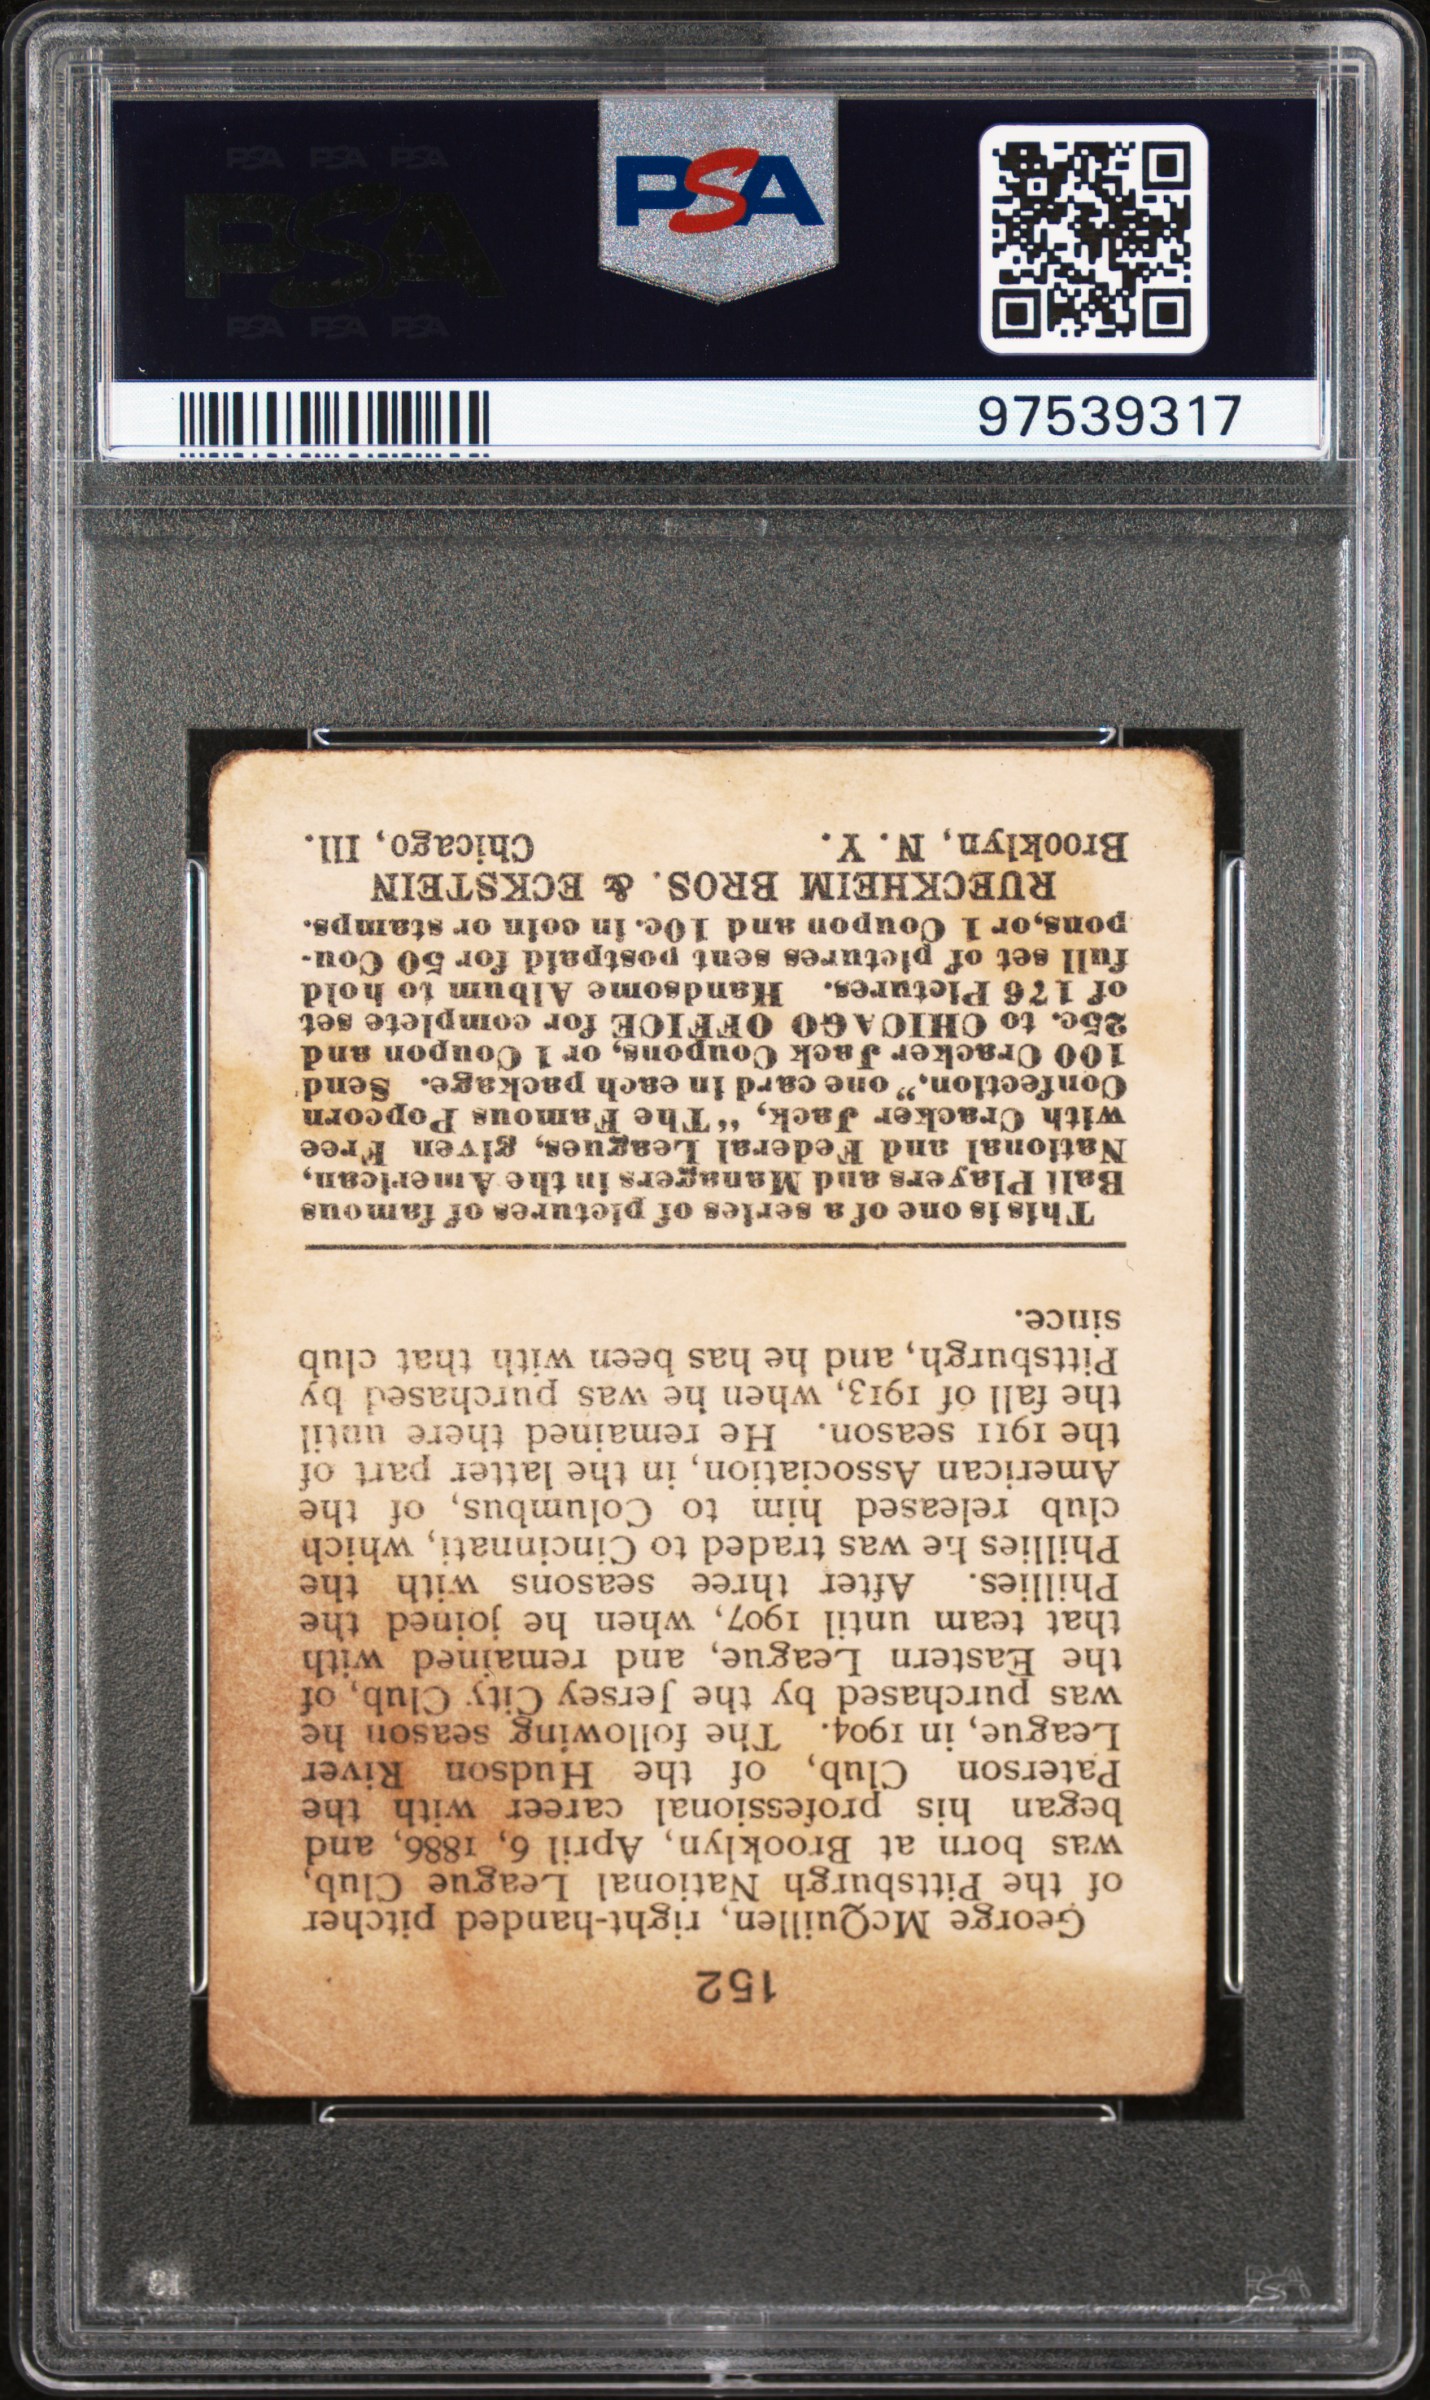 PSA PSA PSA
PSA
PSA PSA PSA
PSA
97539317
152
George McQuillen, right-handed pitcher
of the Pittsburgh National League Club,
was born at Brooklyn, April 6, 1886, and
began his professional career with the
Paterson Club, of the Hudson River
League, in 1904. The following season he
was purchased by the Jersey City Club, of
the Eastern League, and remained with
that team until 1907, when he joined the
Phillies. After three seasons with the
Phillies he was traded to Cincinnati, which
club released him to Columbus, of the
American Association, in the latter part of
the 1911 season. He remained there until
the fall of 1913, when he was purchased by
Pittsburgh, and he has been with that club
since.
This is one of a series of pictures of famous
Ball Players and Managers in the American,
National and Federal Leagues, given Free
with Cracker Jack, "The Famous Popcorn
Confection," one card in each package. Send
100 Cracker Jack Coupons, or 1 Coupon and
25c. to CHICAGO OFFICE for complete set
of 176 Pictures. Handsome Album to hold
full set of pictures sent postpaid for 50 Cou-
pons, or 1 Coupon and 10c. in coin or stamps.
RUECKHEIM BROS. & ECKSTEIN
Brooklyn, N. Y. Chicago, Ill.
PSA